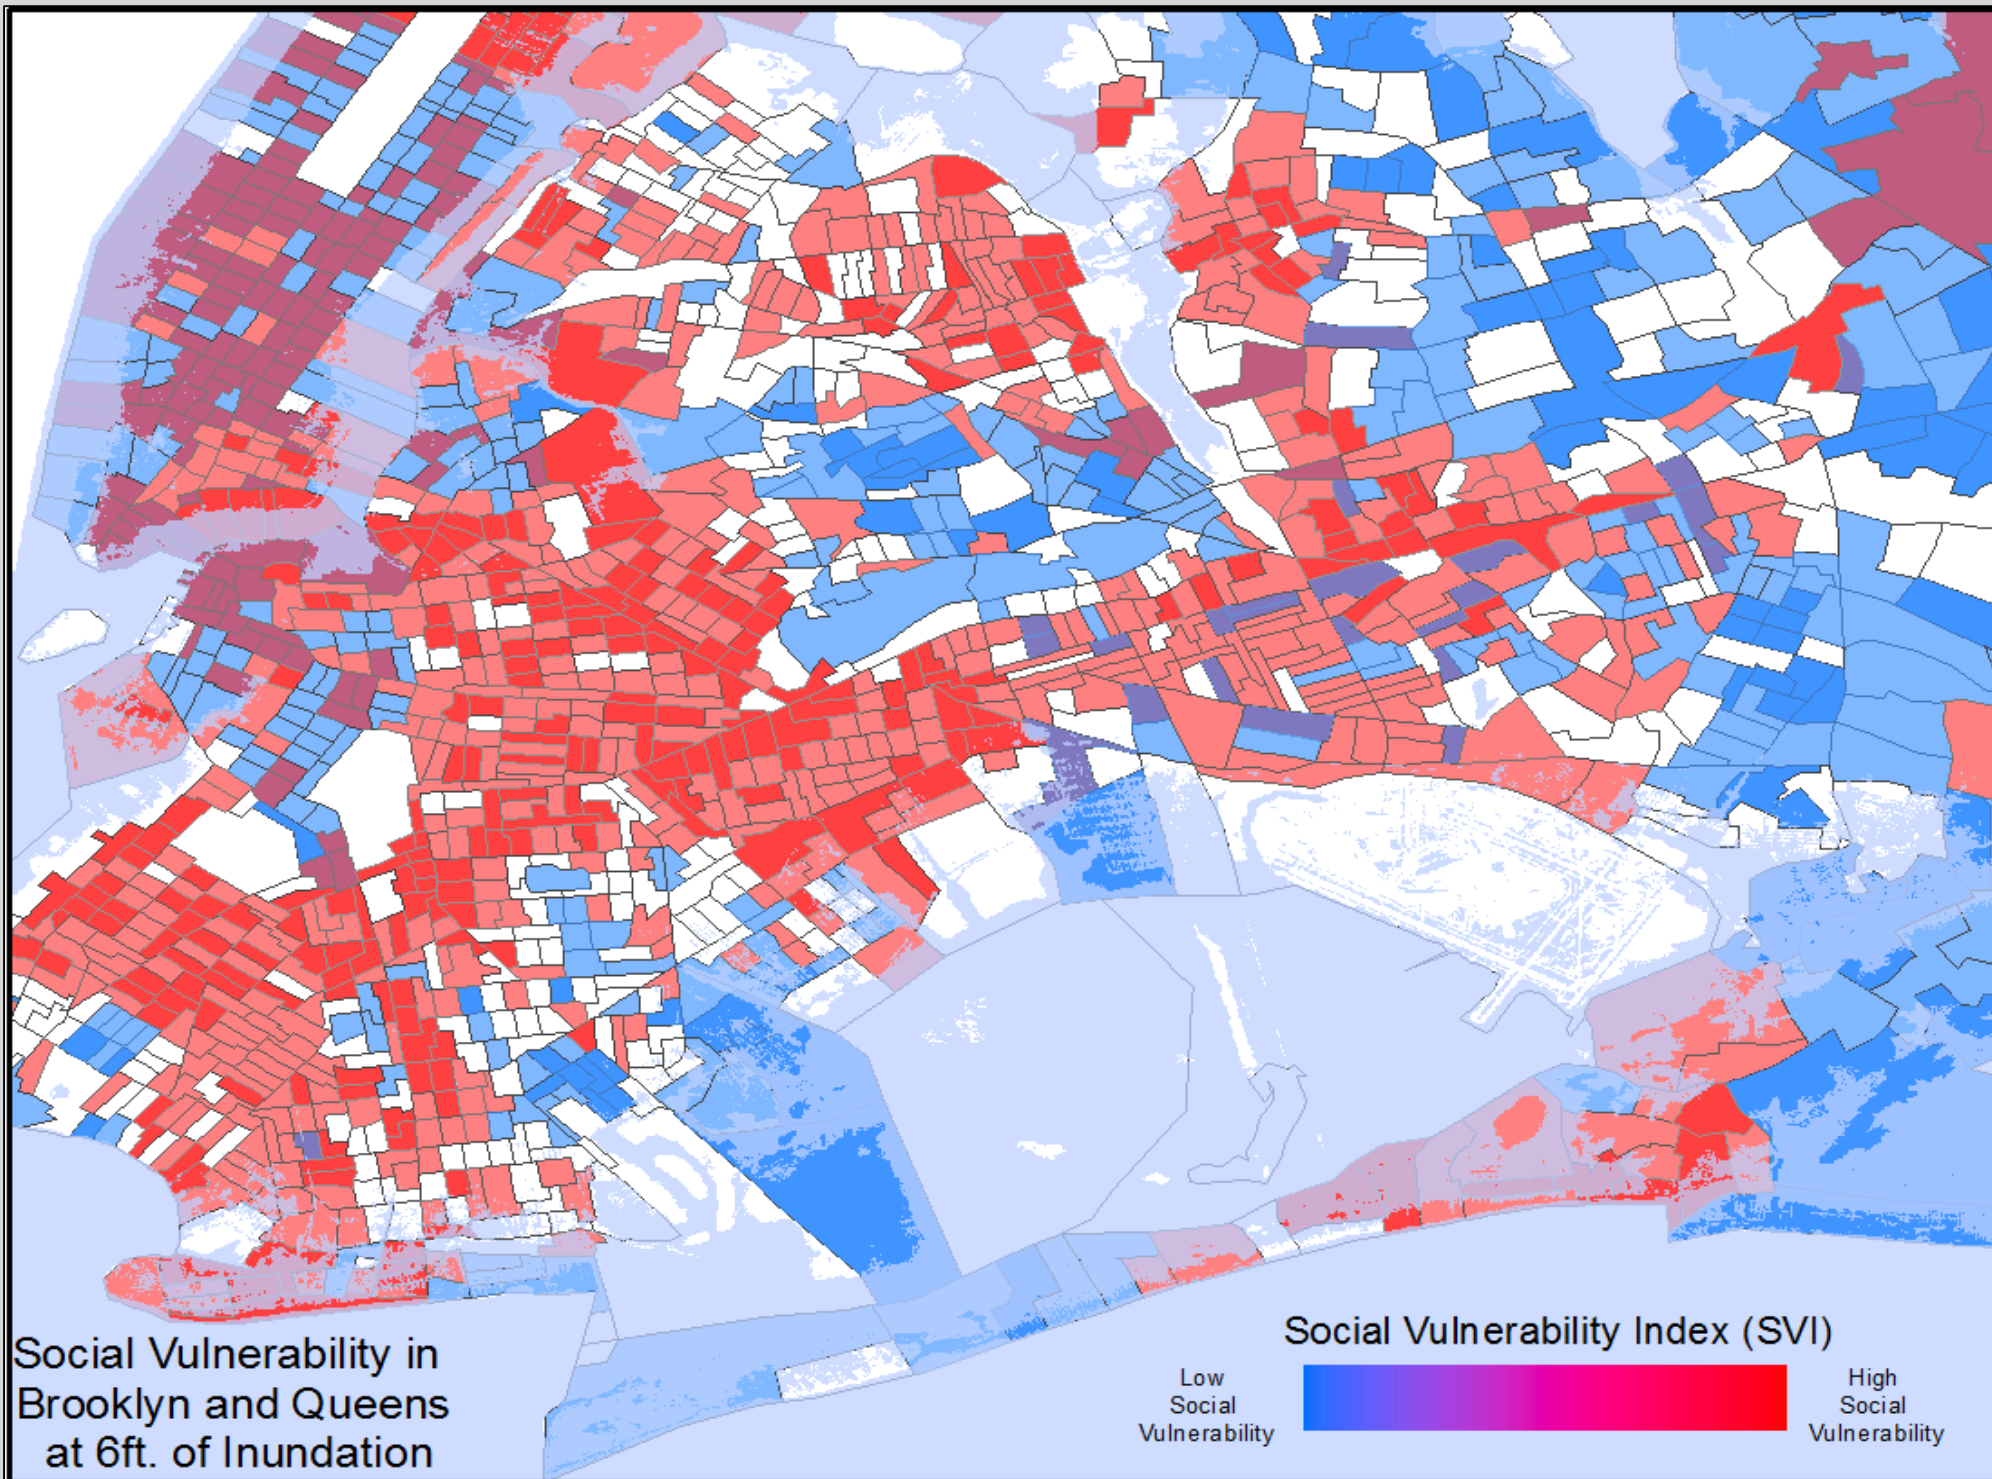 Social Vulnerability in
Brooklyn and Queens
at 6ft. of Inundation
Social Vulnerability Index (SVI)
Low
Social
Vulnerability
High
Social
Vulnerability